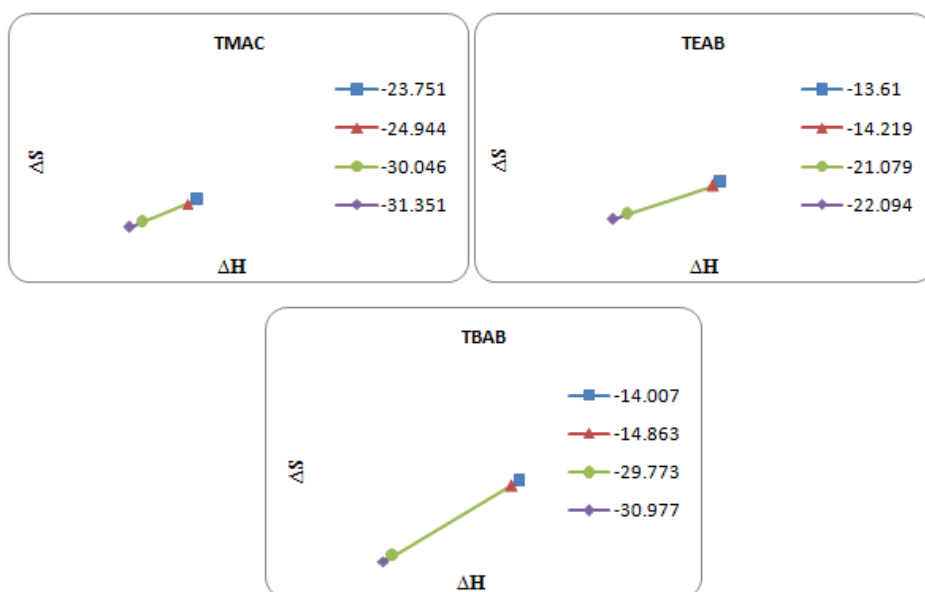 TMAC
-23.751
-24.944
-30.046
-31.351
ΔS
ΔH
TEAB
-13.61
-14.219
-21.079
-22.094
ΔS
ΔH
TBAB
-14.007
-14.863
-29.773
-30.977
ΔS
ΔH